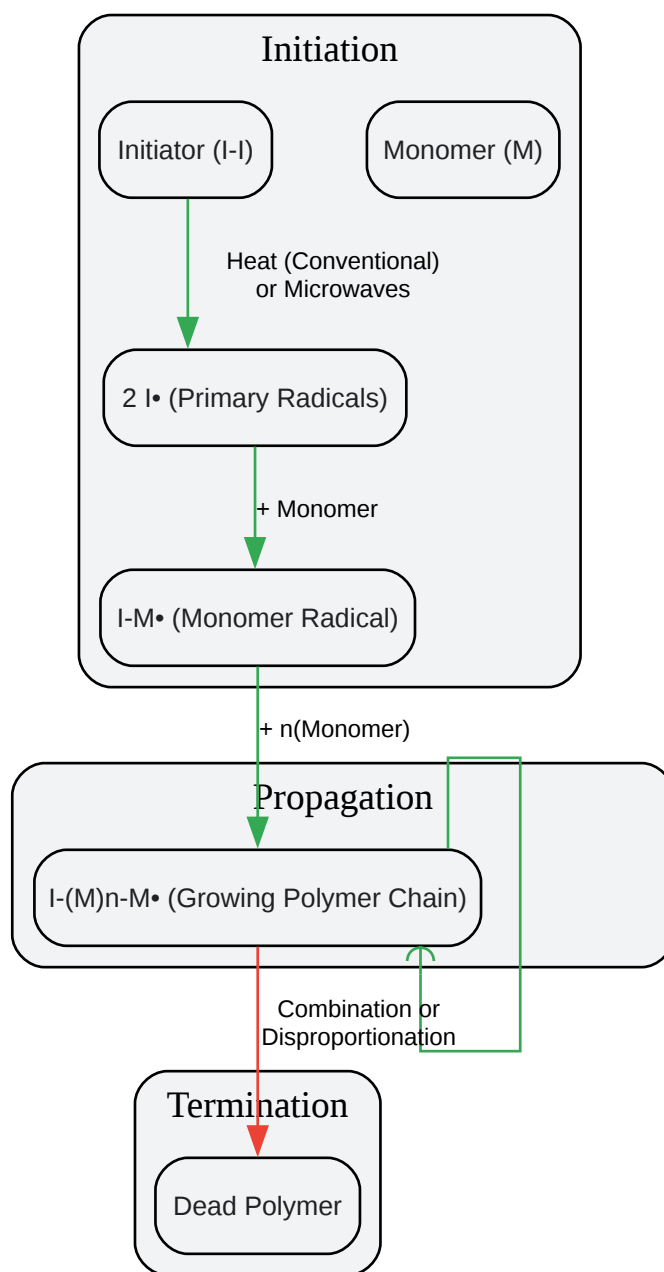 Initiation
Initiator (I-I)
Monomer (M)
Heat (Conventional)
or Microwaves
2 I• (Primary Radicals)
+ Monomer
I-M• (Monomer Radical)
+ n(Monomer)
Propagation
I-(M)n-M• (Growing Polymer Chain)
Combination or
Disproportionation
Termination
Dead Polymer